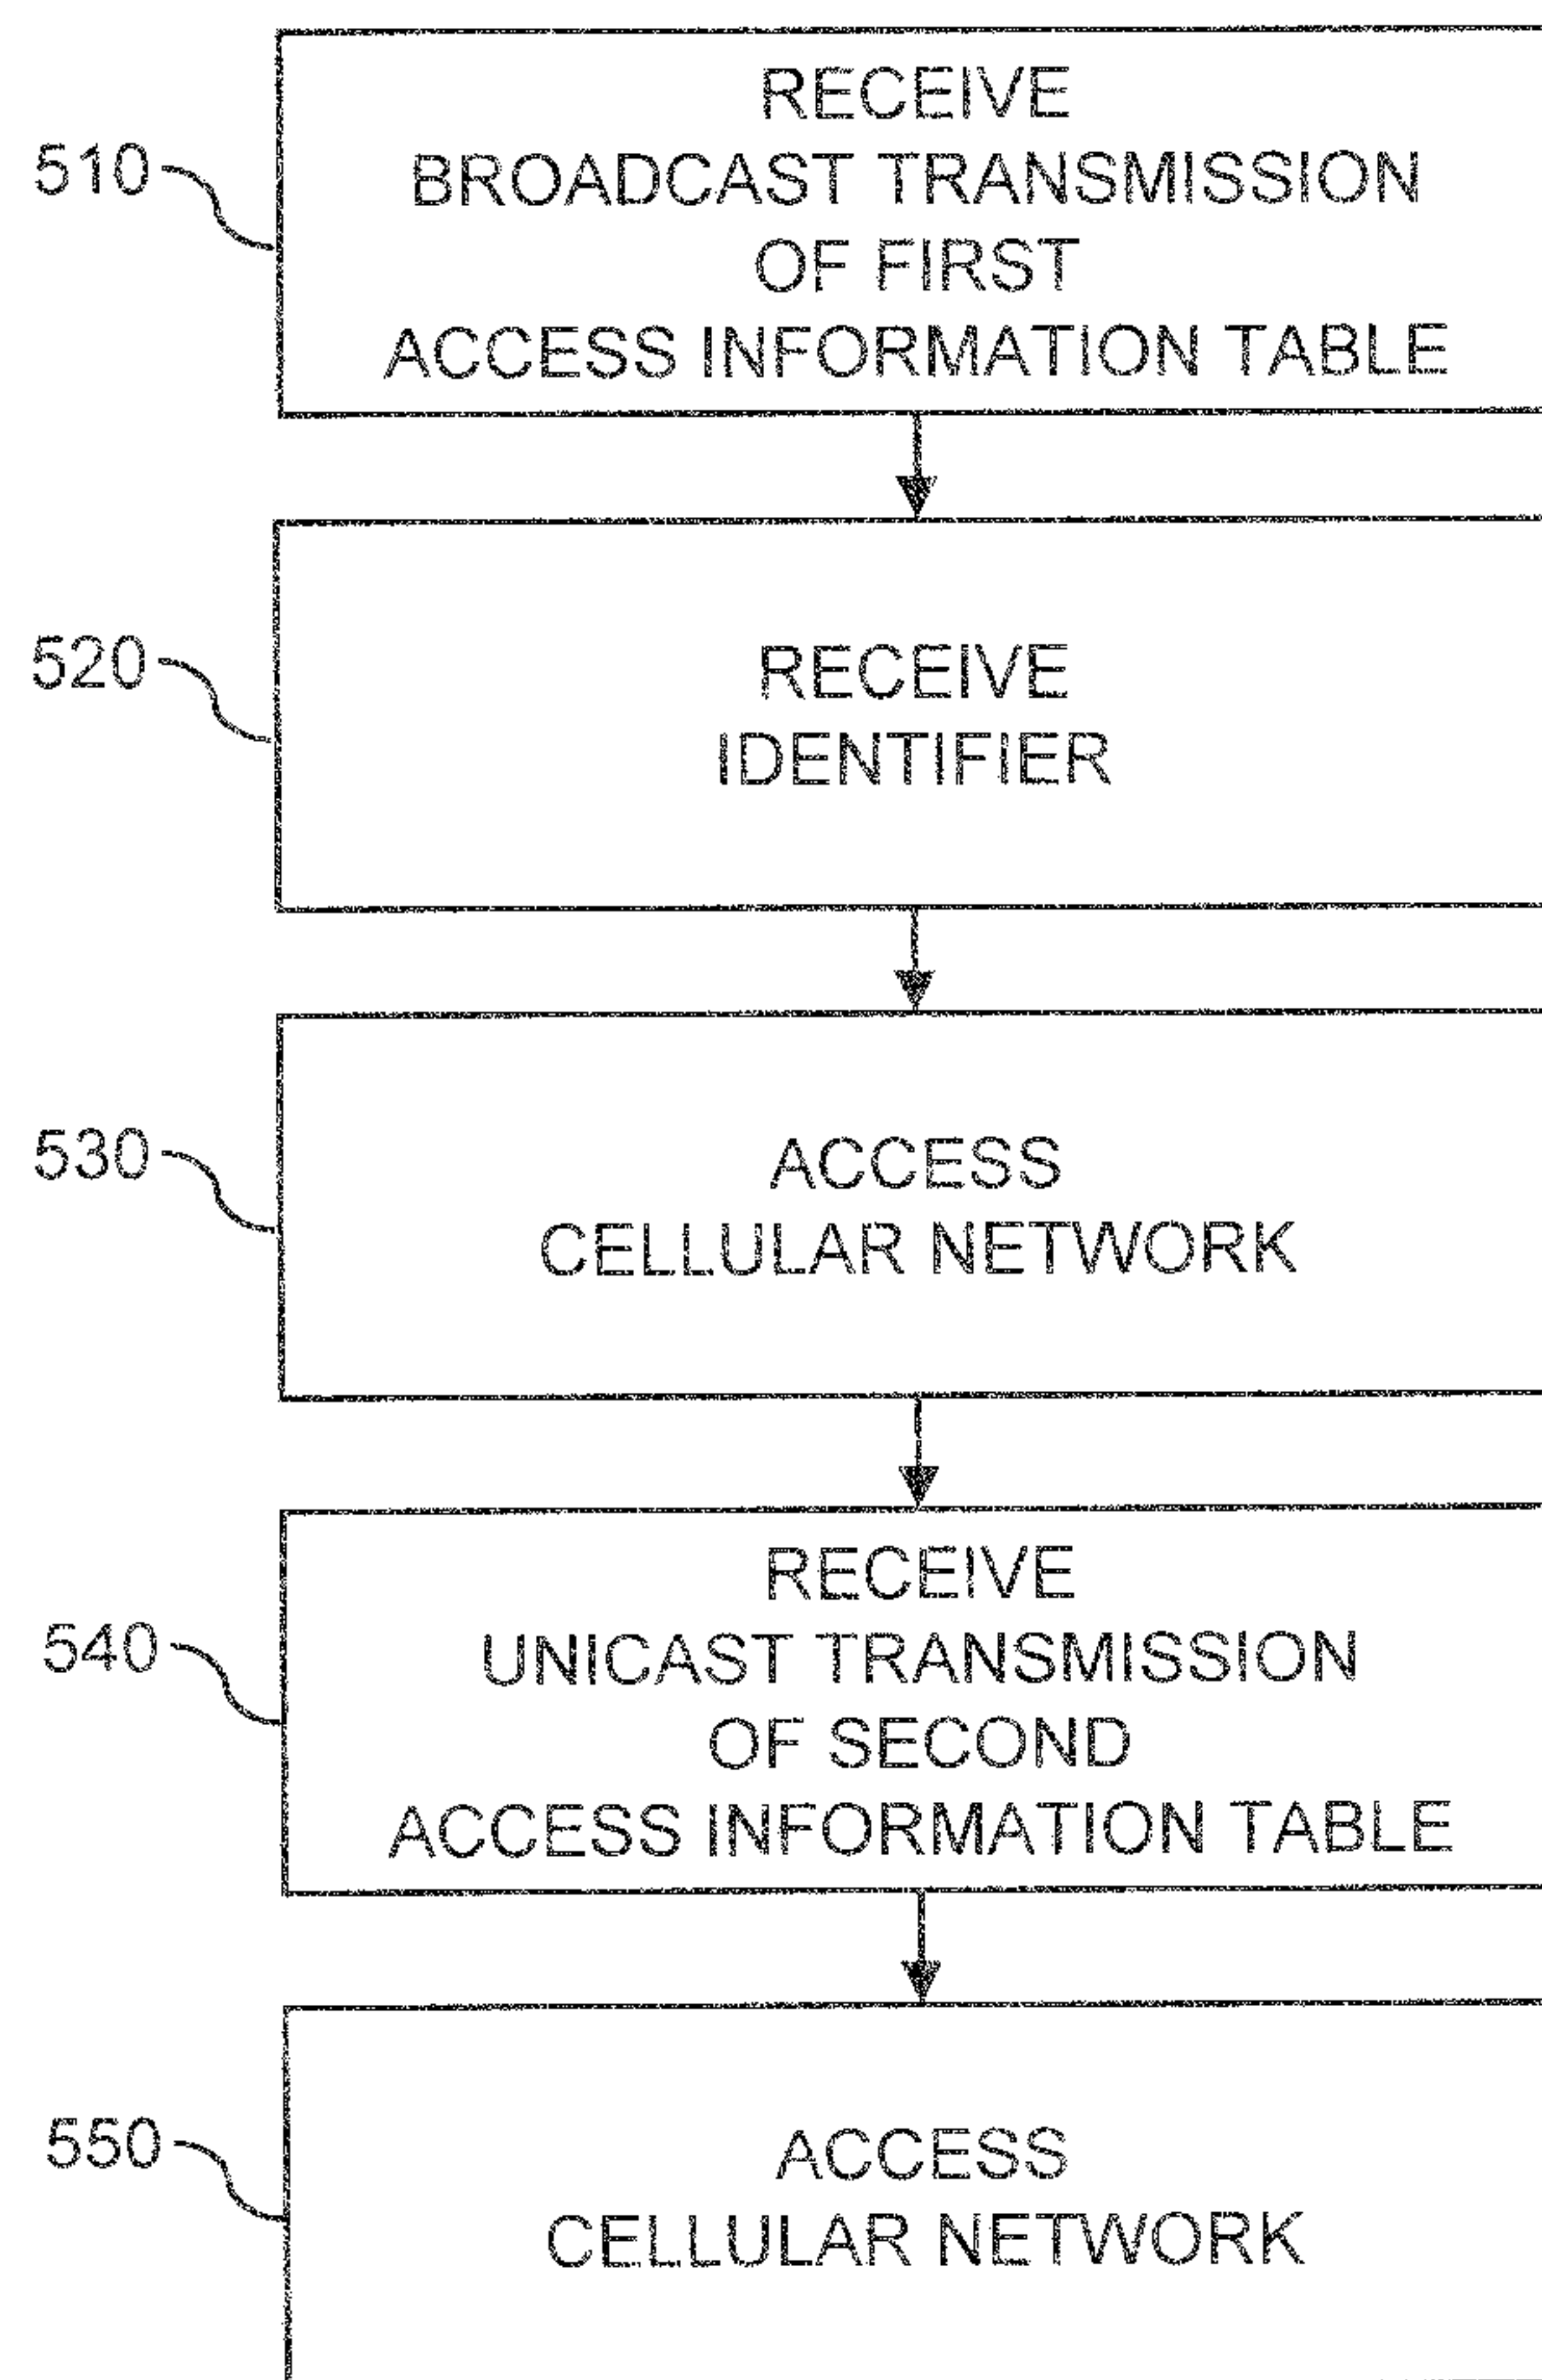 510
RECEIVE
BROADCAST TRANSMISSION
OF FIRST
ACCESS INFORMATION TABLE
520
RECEIVE
IDENTIFIER
530
ACCESS
CELLULAR NETWORK
540
RECEIVE
UNICAST TRANSMISSION
OF SECOND
ACCESS INFORMATION TABLE
550
ACCESS
CELLULAR NETWORK